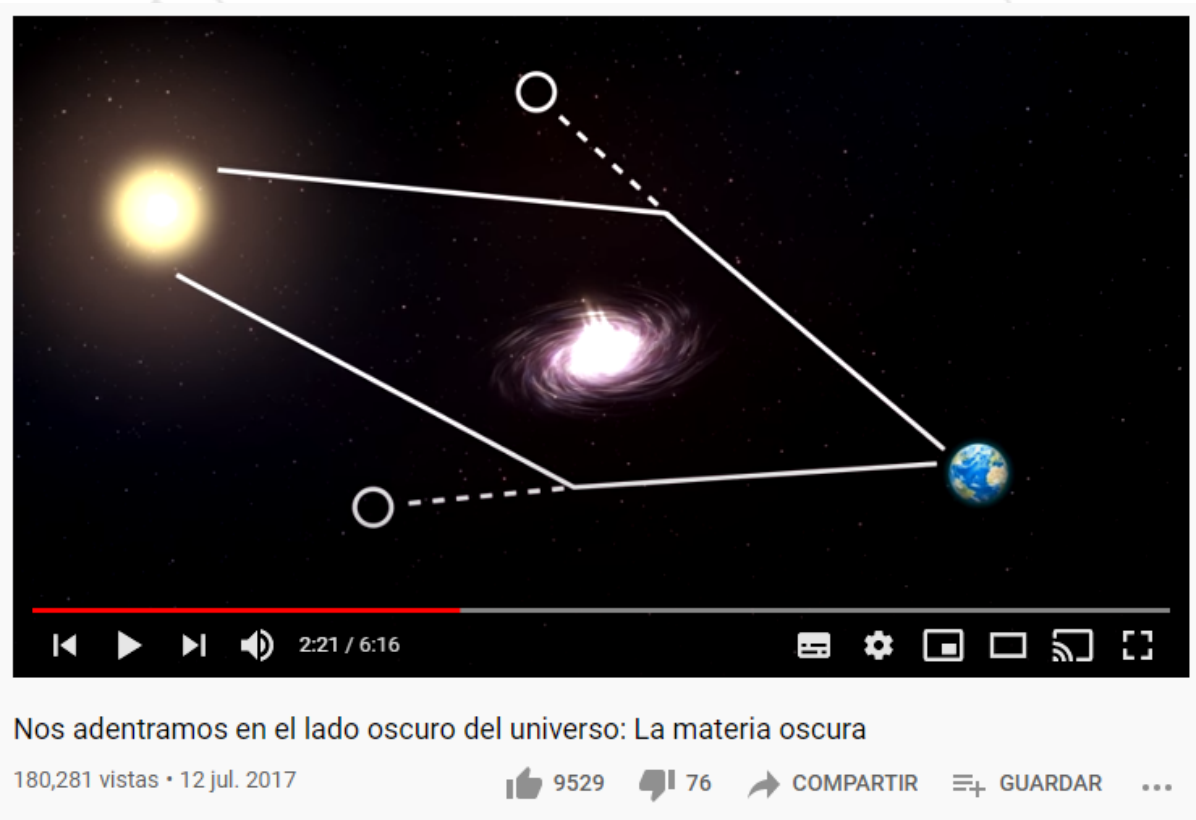 2:21 / 6:16
Nos adentramos en el lado oscuro del universo: La materia oscura
180,281 vistas • 12 jul. 2017
9529 76 COMPARTIR GUARDAR